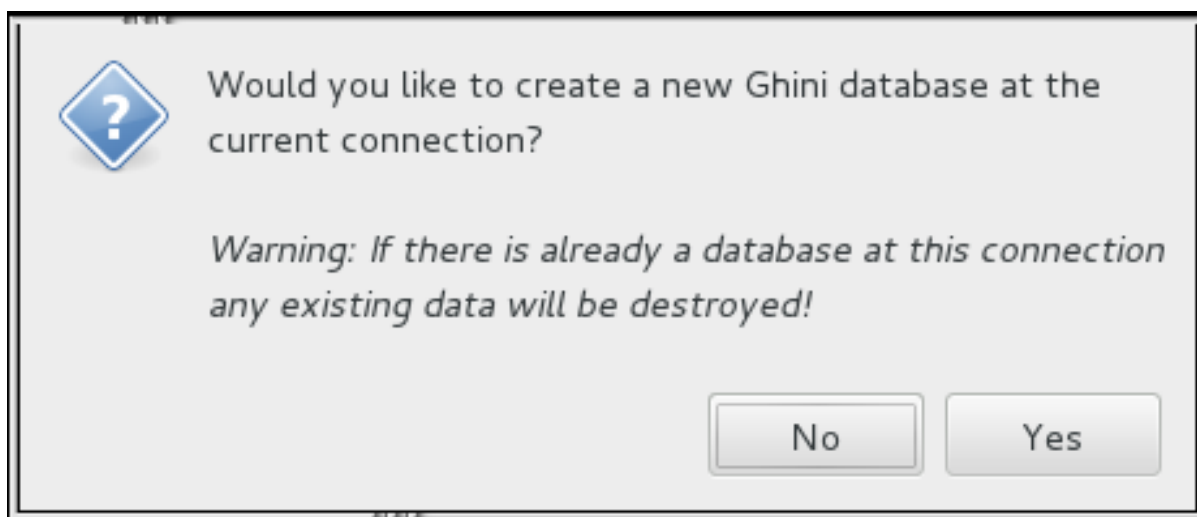 Would you like to create a new Ghini database at the
current connection?
Warning: If there is already a database at this connection
any existing data will be destroyed!
No
Yes